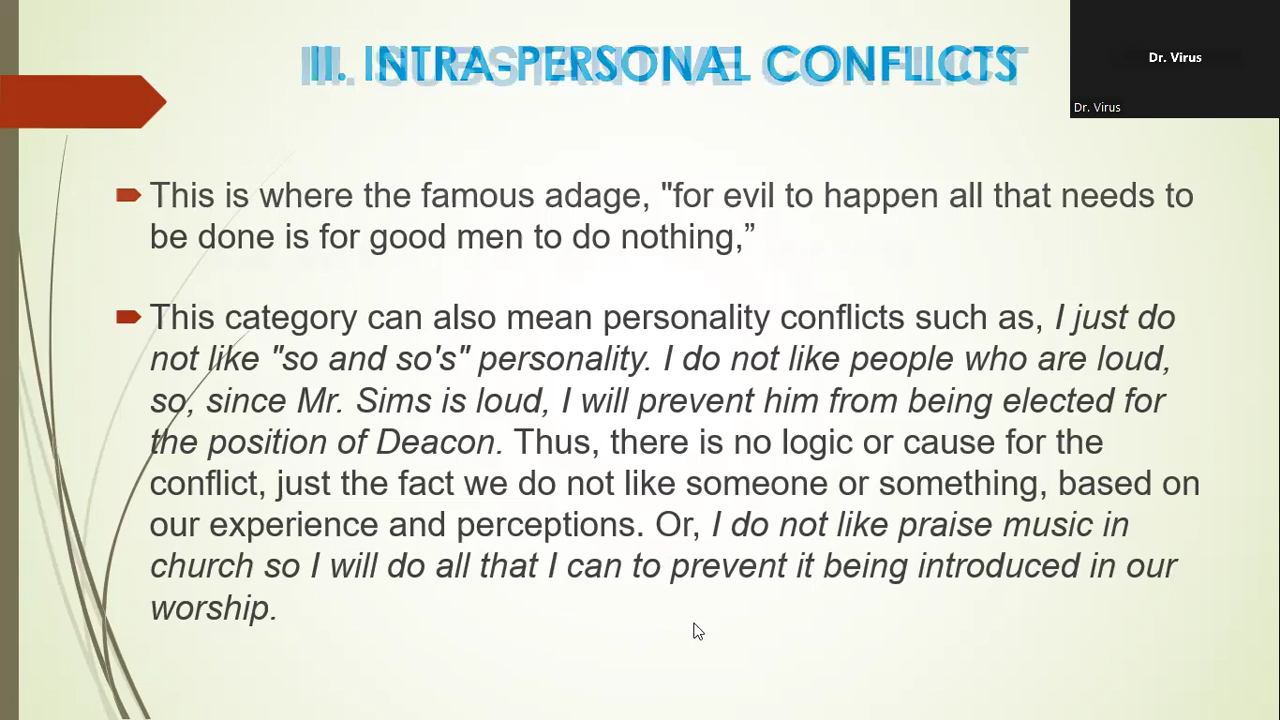 III. INTRA-PERSONAL CONFLICTS
III. SUBSTANTIVE CONFLICT
Dr. Virus
Dr. Virus
This is where the famous adage, "for evil to happen all that needs to
be done is for good men to do nothing,”
This category can also mean personality conflicts such as, I just do
not like "so and so's" personality. I do not like people who are loud,
so, since Mr. Sims is loud, I will prevent him from being elected for
the position of Deacon. Thus, there is no logic or cause for the
conflict, just the fact we do not like someone or something, based on
our experience and perceptions. Or, I do not like praise music in
church so I will do all that I can to prevent it being introduced in our
worship.